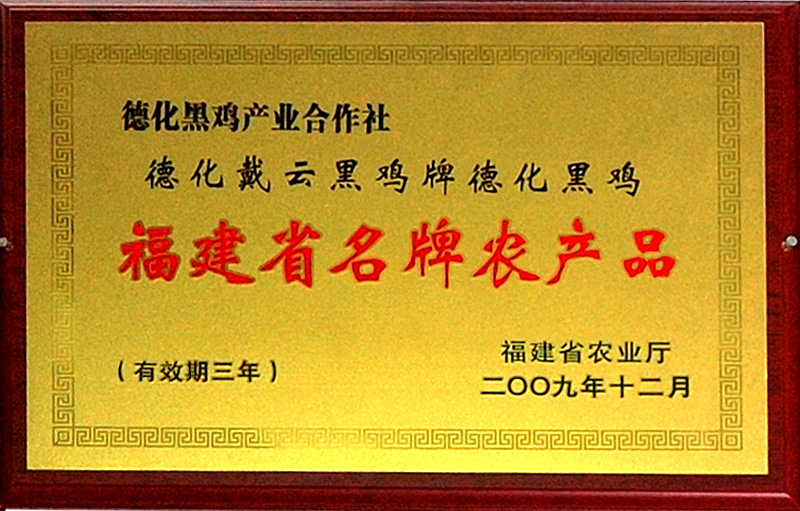 德化黑鸡产业合作社
德化戴云黑鸡牌德化黑鸡
福建省名牌农产品
（有效期三年）
福建省农业厅
二〇〇九年十二月